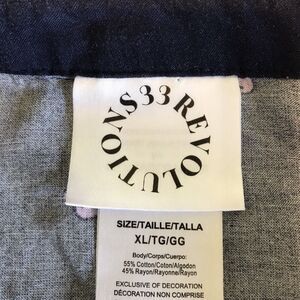 33 REVOLUTIONS
SIZE/TAILLE/TALLA
XL/TG/GG
Body/Corps/Cuerpo:
55% Cotton/Coton/Algodon
45% Rayon/Rayonne/Rayon
EXCLUSIVE OF DECORATION
DÉCORATION NON COMPRISE